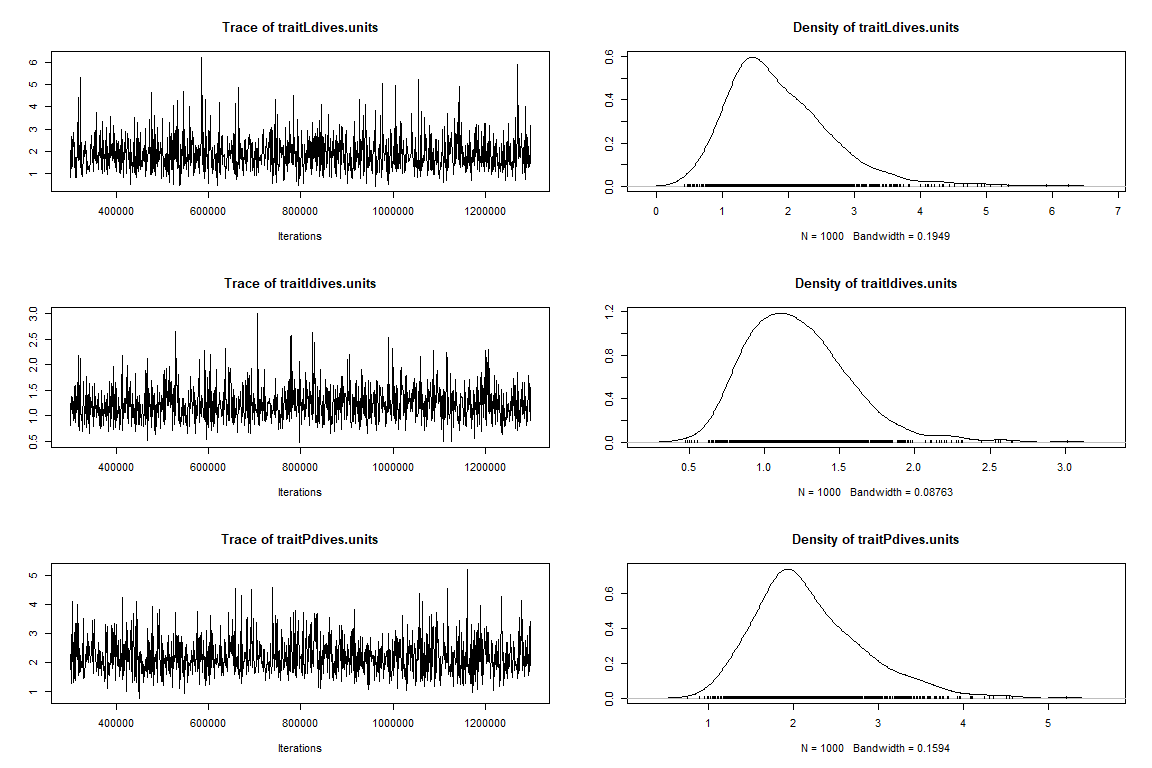 Trace of traitLdives.units
6
5
4
3
2
1
400000 600000 800000 1000000 1200000
Iterations
Density of traitLdives.units
0.6
0.4
0.2
0.0
0 1 2 3 4 5 6 7
N = 1000 Bandwidth = 0.1949
Trace of traitIdives.units
3.0
2.5
2.0
1.5
1.0
0.5
400000 600000 800000 1000000 1200000
Iterations
Density of traitIdives.units
1.2
0.8
0.4
0.0
0.5 1.0 1.5 2.0 2.5 3.0
N = 1000 Bandwidth = 0.08763
Trace of traitPdives.units
5
4
3
2
1
400000 600000 800000 1000000 1200000
Iterations
Density of traitPdives.units
0.6
0.4
0.2
0.0
1 2 3 4 5
N = 1000 Bandwidth = 0.1594